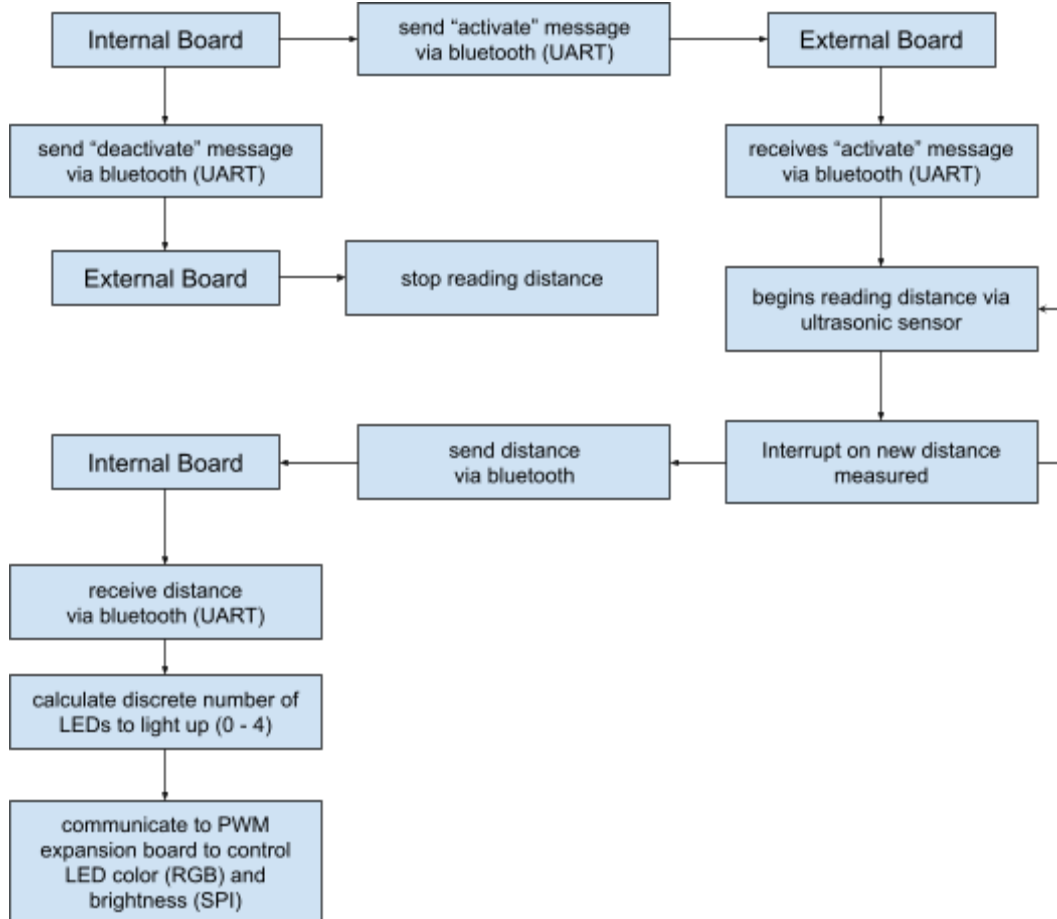 Internal Board
send “activate” message
via bluetooth (UART)
External Board
send “deactivate” message
via bluetooth (UART)
receives “activate” message
via bluetooth (UART)
External Board
stop reading distance
begins reading distance via
ultrasonic sensor
Internal Board
send distance
via bluetooth
Interrupt on new distance
measured
receive distance
via bluetooth (UART)
calculate discrete number of
LEDs to light up (0 - 4)
communicate to PWM
expansion board to control
LED color (RGB) and
brightness (SPI)